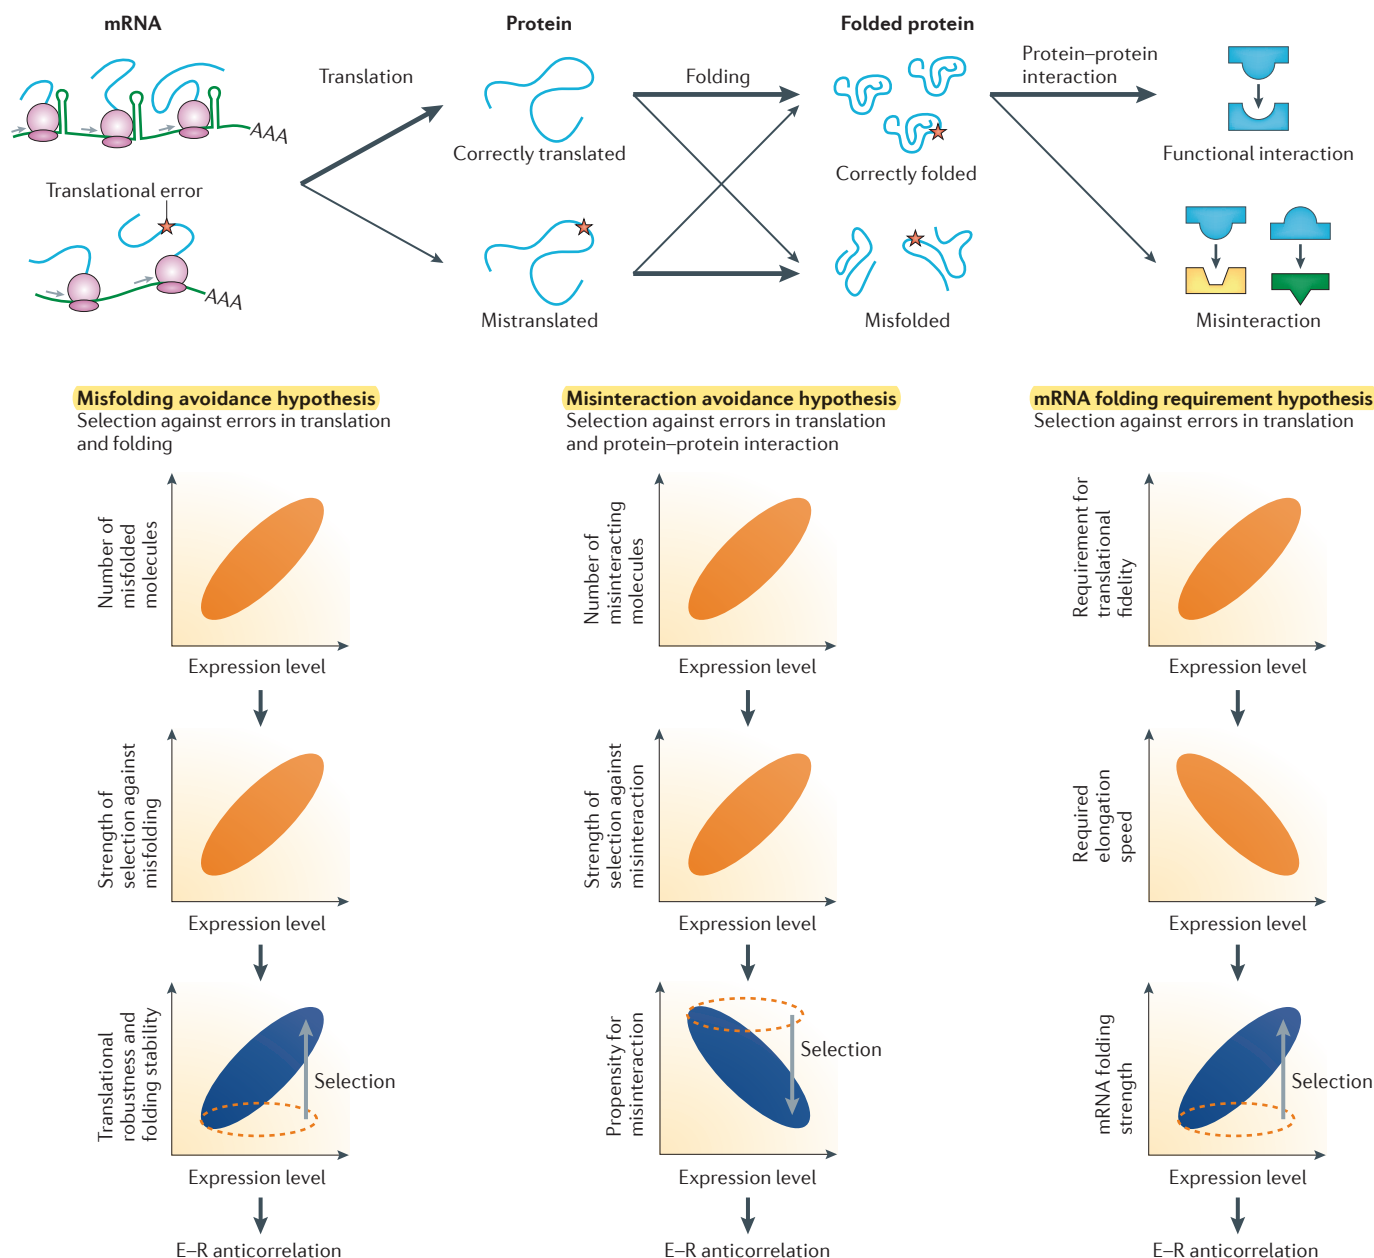 mRNA
Protein
Folded protein
Translation
Folding
Protein–protein
interaction
AAA
Correctly translated
Correctly folded
Functional interaction
Translational error
AAA
Mistranslated
Misfolded
Misinteraction
Misfolding avoidance hypothesis
Selection against errors in translation
and folding
Number of
misfolded
molecules
Expression level
Strength of
selection against
misfolding
Expression level
Translational
robustness and
folding stability
Selection
Expression level
E–R anticorrelation
Misinteraction avoidance hypothesis
Selection against errors in translation
and protein–protein interaction
Number of
misinteracting
molecules
Expression level
Strength of
selection against
misinteraction
Expression level
Propensity for
misinteraction
Selection
Expression level
E–R anticorrelation
mRNA folding requirement hypothesis
Selection against errors in translation
Requirement for
translational
fidelity
Expression level
Required
elongation
speed
Expression level
mRNA folding
strength
Selection
Expression level
E–R anticorrelation